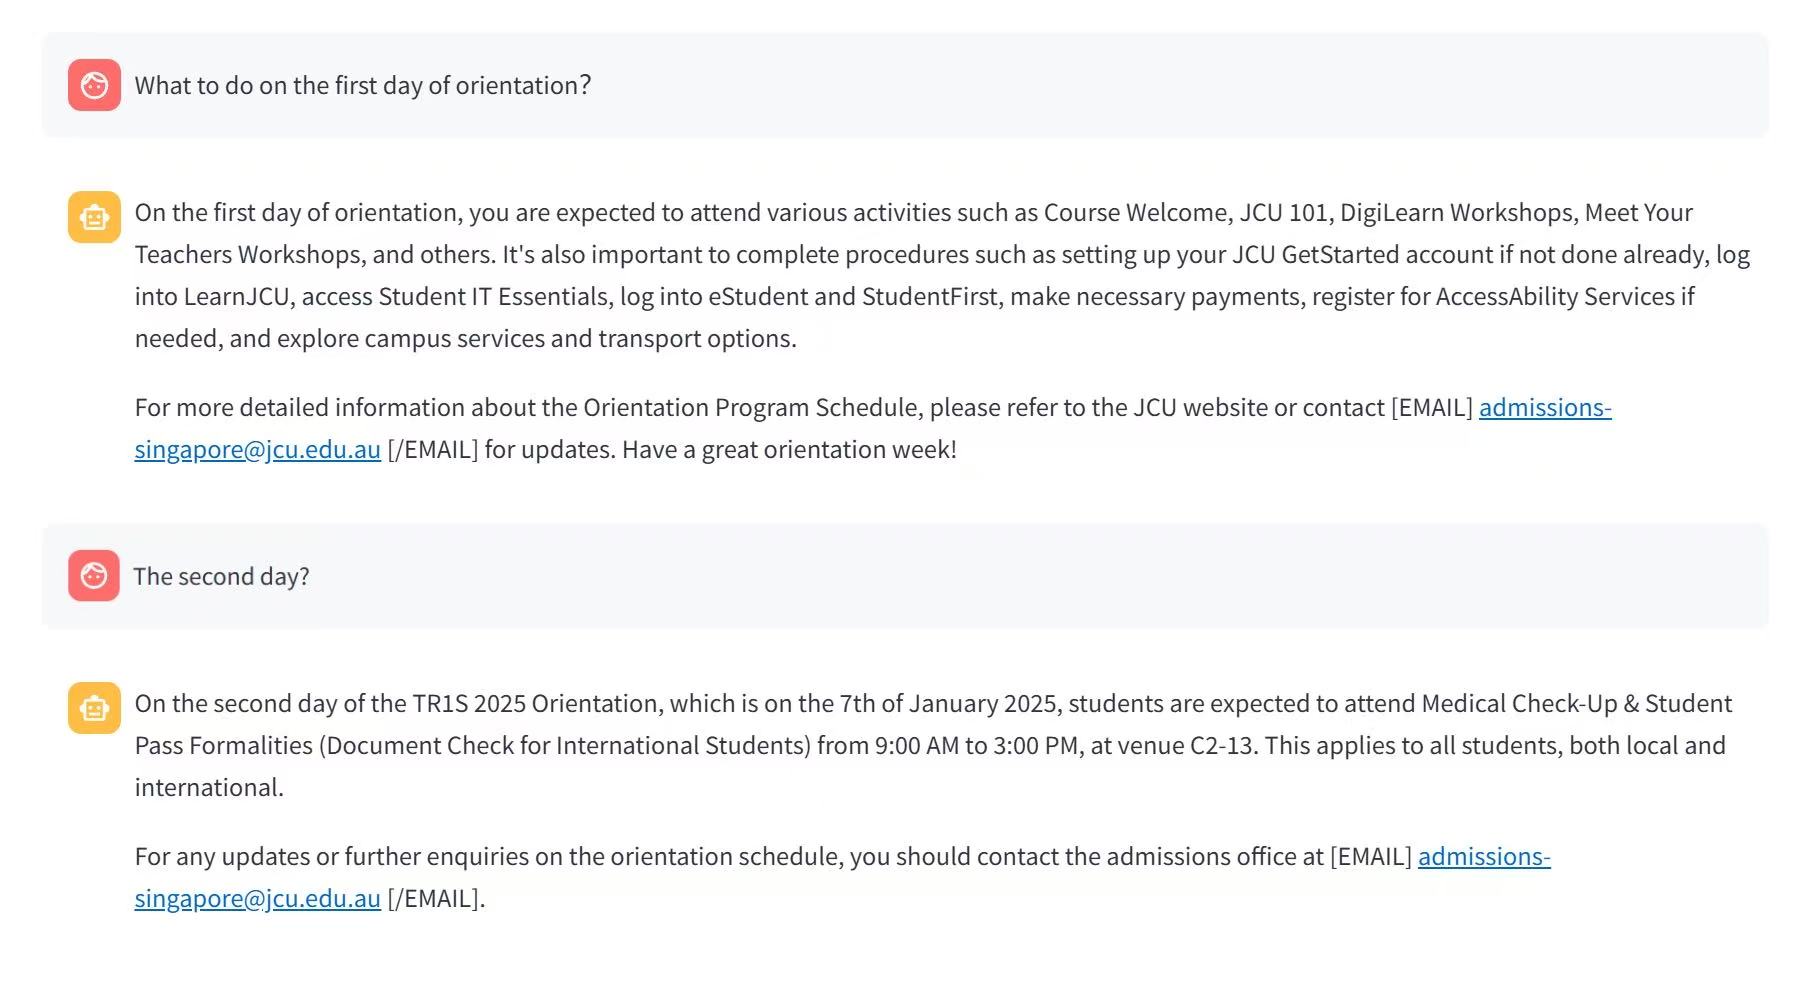 What to do on the first day of orientation?
On the first day of orientation, you are expected to attend various activities such as Course Welcome, JCU 101, DigiLearn Workshops, Meet Your
Teachers Workshops, and others. It's also important to complete procedures such as setting up your JCU GetStarted account if not done already, log
into LearnJCU, access Student IT Essentials, log into eStudent and StudentFirst, make necessary payments, register for AccessAbility Services if
needed, and explore campus services and transport options.
For more detailed information about the Orientation Program Schedule, please refer to the JCU website or contact [EMAIL] admissions-
singapore@jcu.edu.au [/EMAIL] for updates. Have a great orientation week!
The second day?
On the second day of the TR1S 2025 Orientation, which is on the 7th of January 2025, students are expected to attend Medical Check-Up & Student
Pass Formalities (Document Check for International Students) from 9:00 AM to 3:00 PM, at venue C2-13. This applies to all students, both local and
international.
For any updates or further enquiries on the orientation schedule, you should contact the admissions office at [EMAIL] admissions-
singapore@jcu.edu.au [/EMAIL].